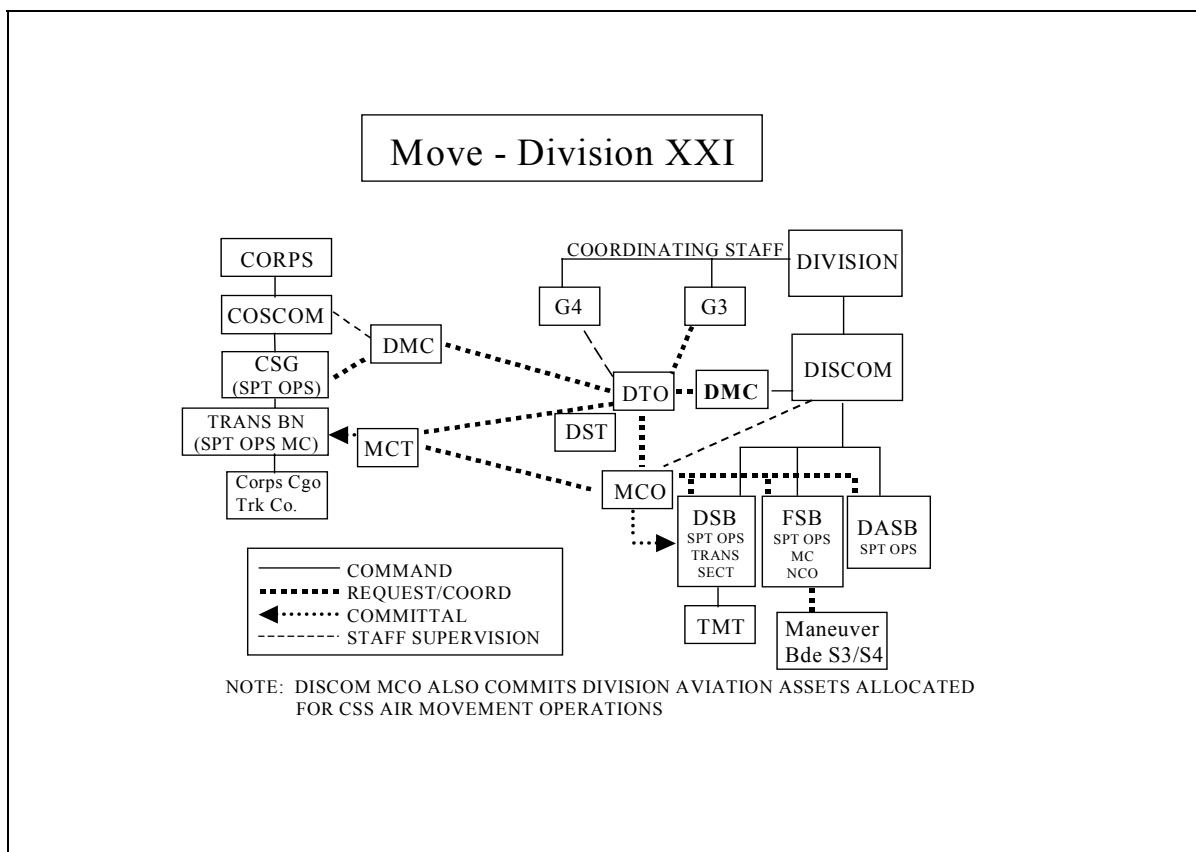 Move - Division XXI
CORPS
COSCOM
CSG
(SPT OPS)
TRANS BN
(SPT OPS MC)
Corps Cgo
Trk Co.
DMC
MCT
COORDINATING STAFF
DIVISION
G4
G3
DTO
DST
DMC
DISCOM
MCO
DSB
SPT OPS
TRANS
SECT
FSB
SPT OPS
MC
NCO
DASB
SPT OPS
TMT
Maneuver
Bde S3/S4
COMMAND
REQUEST/COORD
COMMITTAL
STAFF SUPERVISION
NOTE: DISCOM MCO ALSO COMMITS DIVISION AVIATION ASSETS ALLOCATED
FOR CSS AIR MOVEMENT OPERATIONS